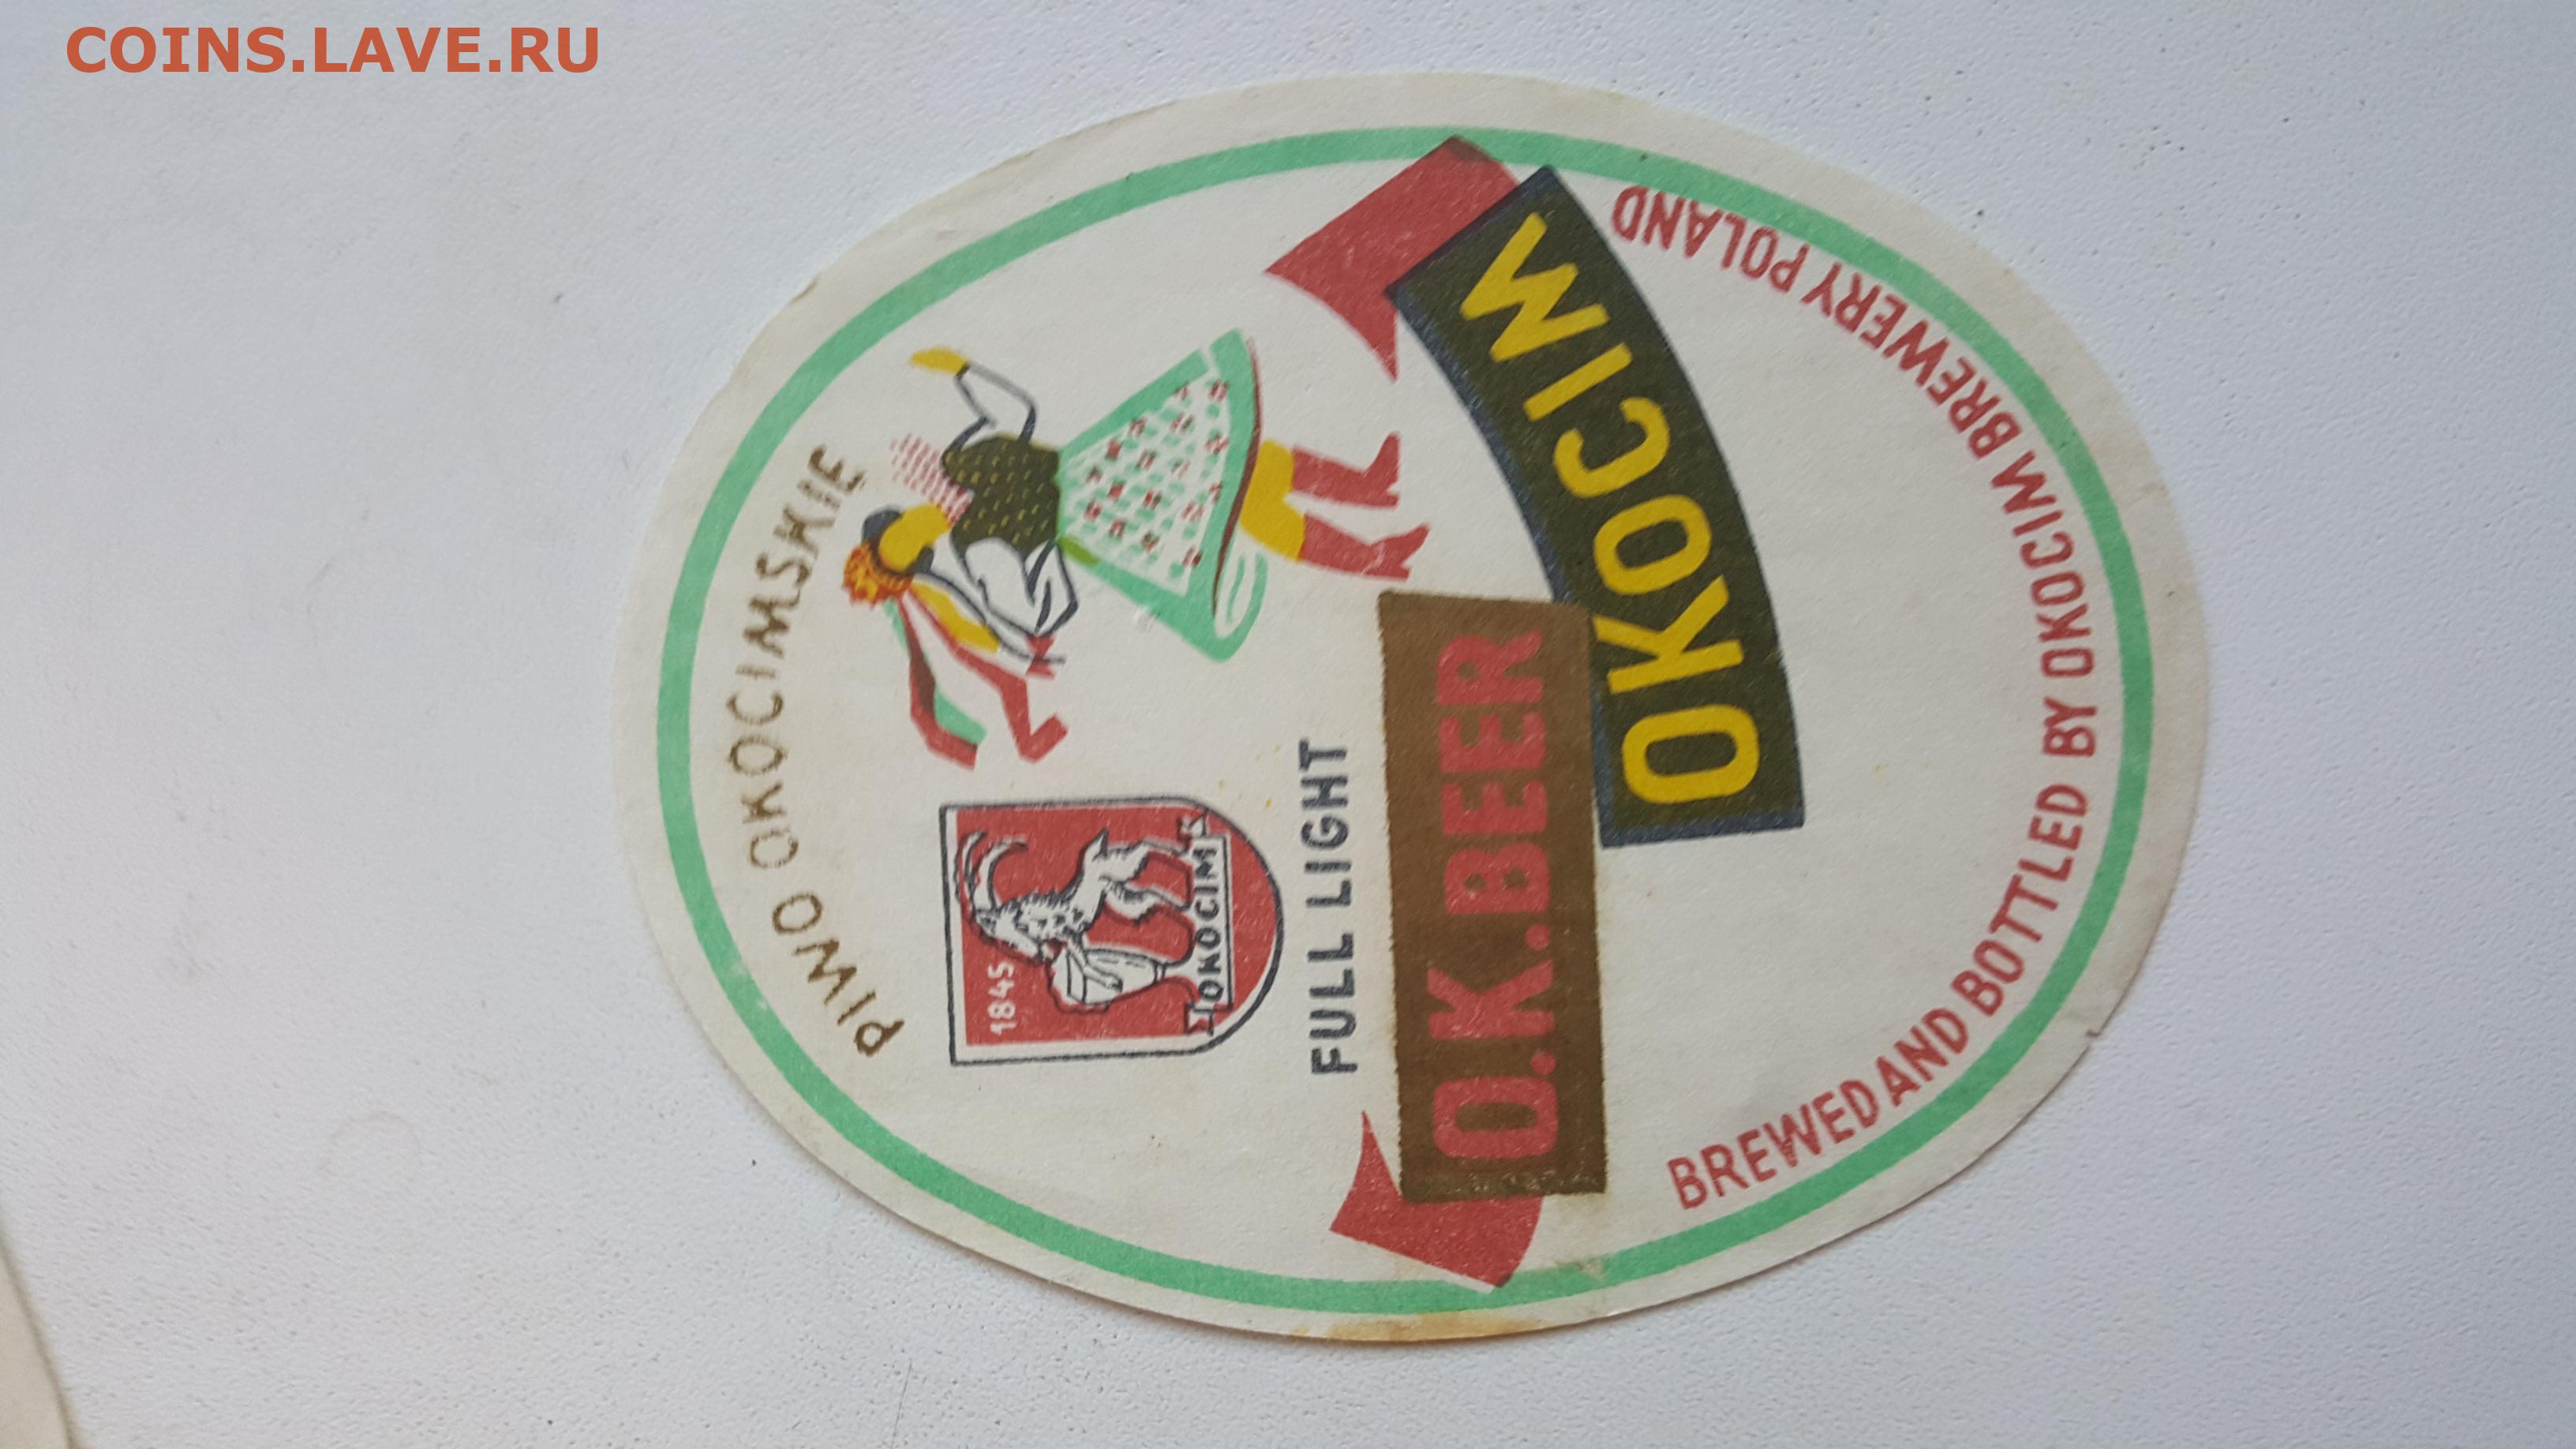 COINS.LAVE.RU
PIWO OKOCIMSKIE
1845
OKOCIM
FULL LIGHT
O.K.BEER
OKOCIM
BREWED AND BOTTLED BY OKOCIM BREWERY POLAND